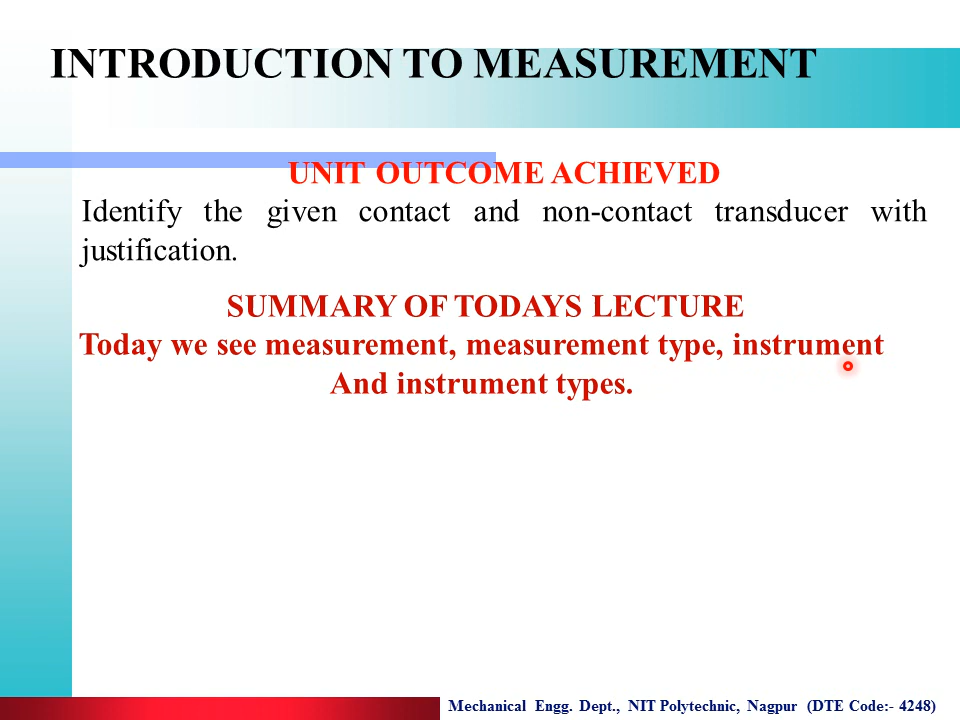 INTRODUCTION TO MEASUREMENT
UNIT OUTCOME ACHIEVED
Identify the given contact and non-contact transducer with
justification.
SUMMARY OF TODAYS LECTURE
Today we see measurement, measurement type, instrument
And instrument types.
Mechanical Engg. Dept., NIT Polytechnic, Nagpur (DTE Code:- 4248)